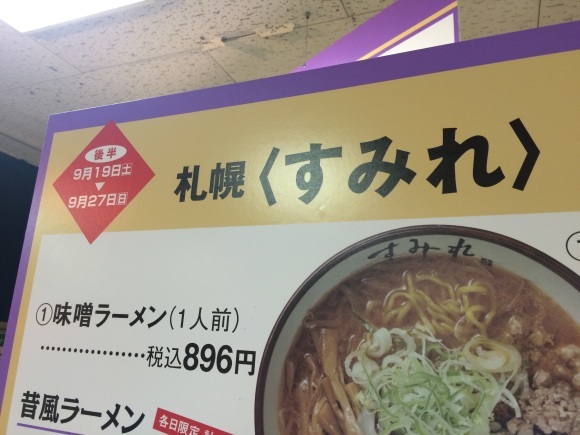 後半
9月19日土
▼
9月27日日
札幌〈すみれ〉
すみれ
①味噌ラーメン(1人前)
………………税込896円
昔風ラーメン
各日限定